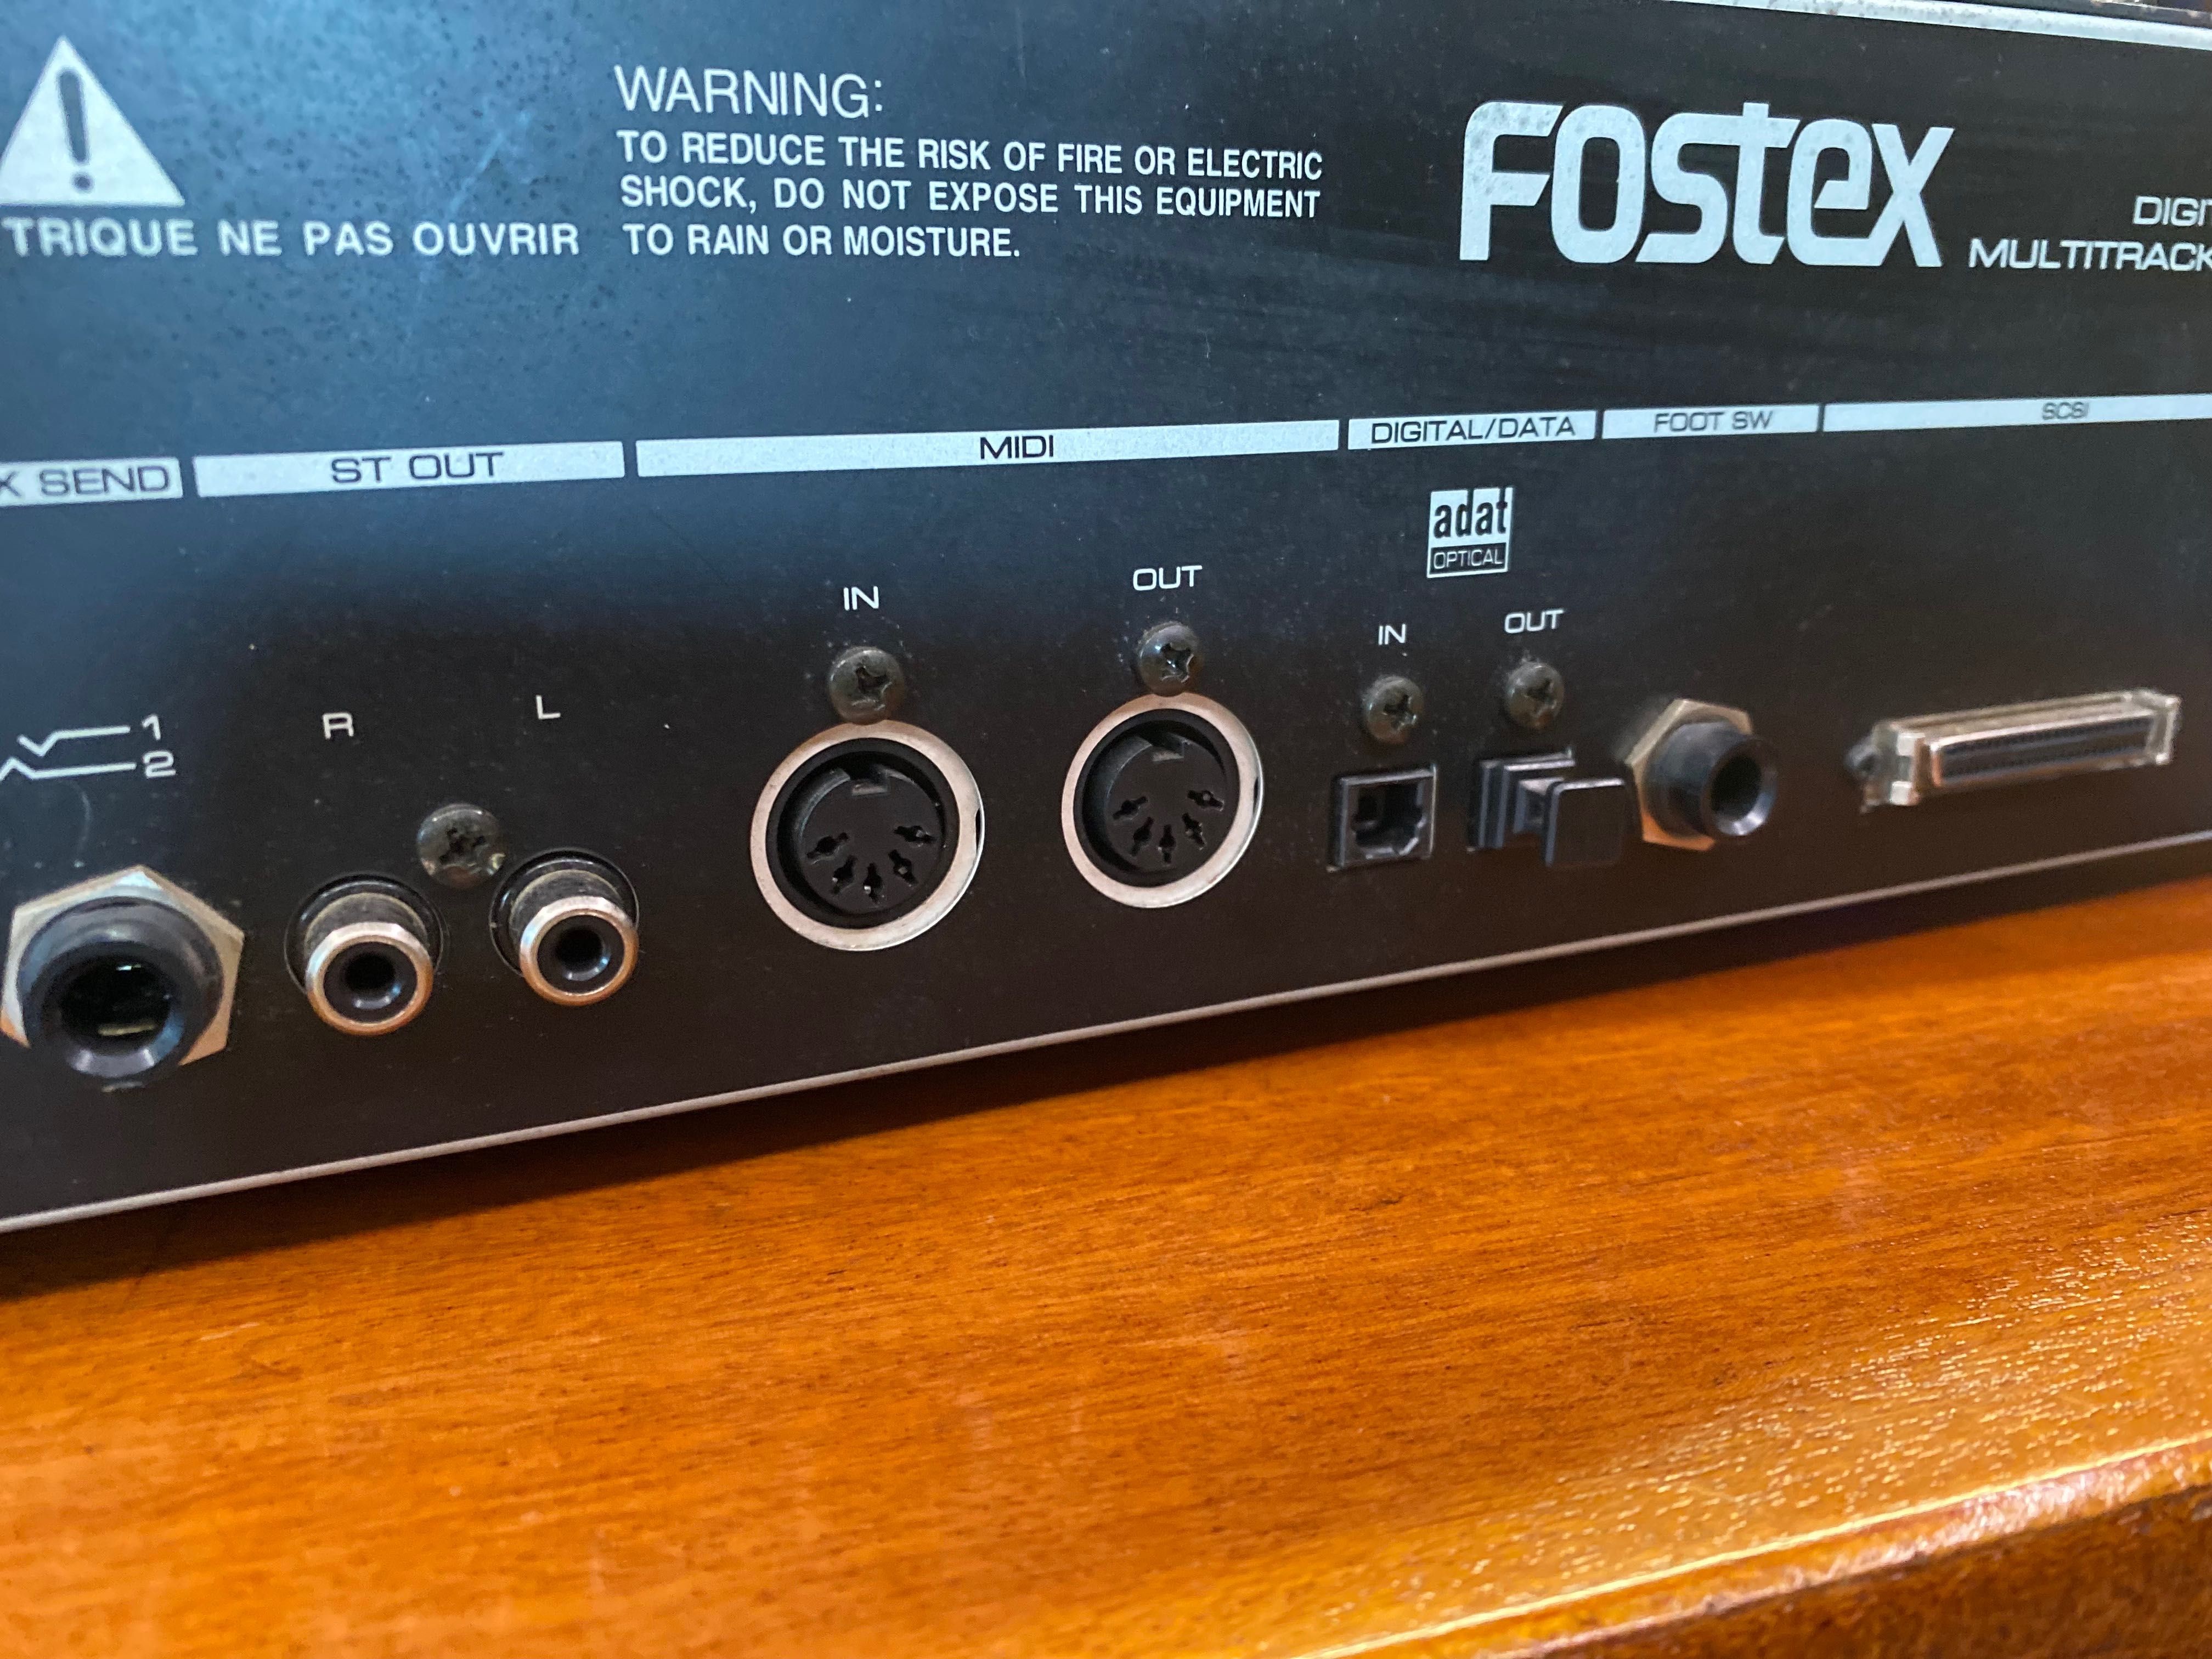 WARNING:
TO REDUCE THE RISK OF FIRE OR ELECTRIC
SHOCK, DO NOT EXPOSE THIS EQUIPMENT
TO RAIN OR MOISTURE.
TRIQUE NE PAS OUVRIR
FOSTEX
DIGIT
MULTITRACK
X SEND
ST OUT
MIDI
DIGITAL/DATA
FOOT SW
SCSI
adat
OPTICAL
IN
OUT
IN
OUT
R
L
1
2